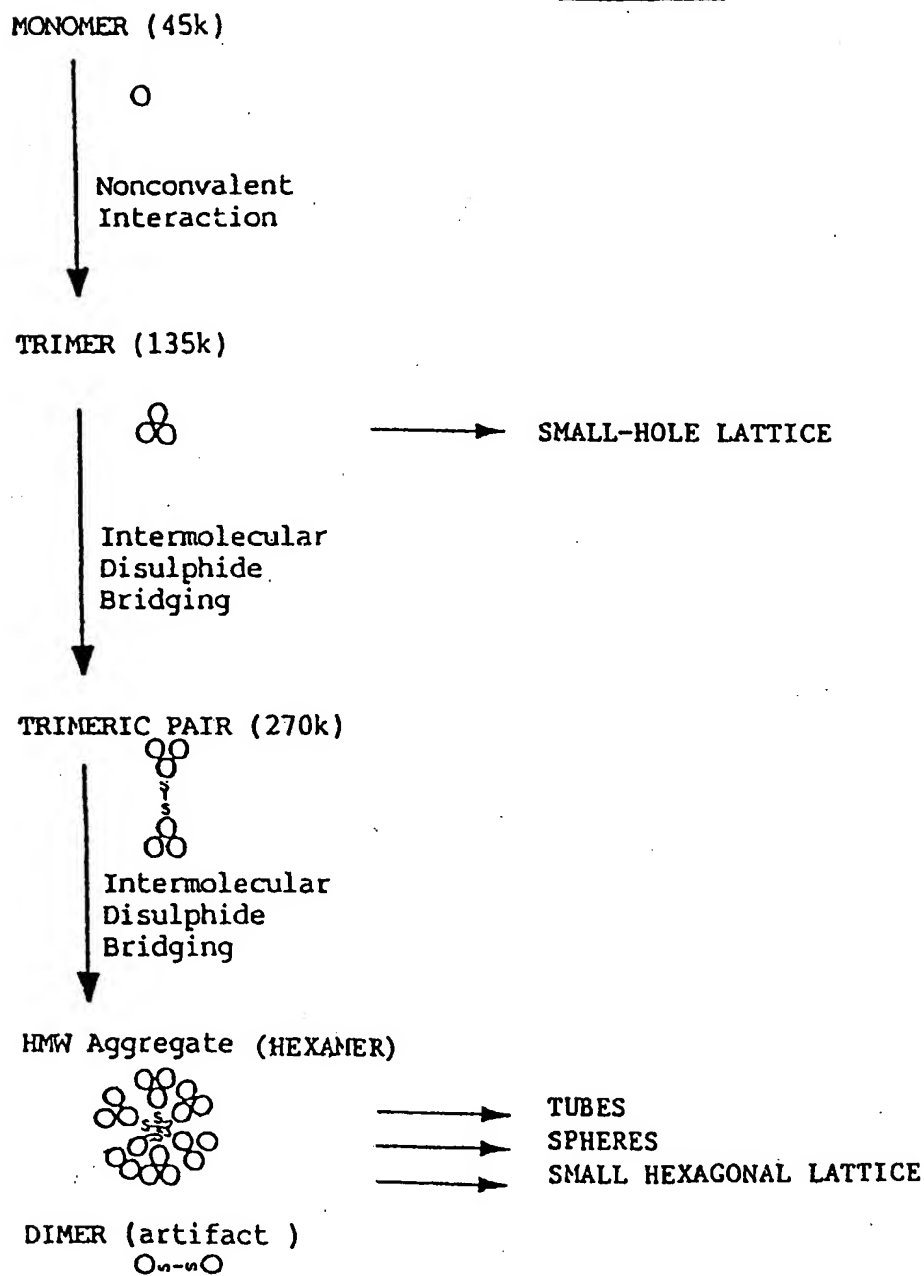 MONOMER (45k)
Nonconvalent
Interaction
TRIMER (135k)
SMALL-HOLE LATTICE
Intermolecular
Disulphide
Bridging
TRIMERIC PAIR (270k)
S
S
Intermolecular
Disulphide
Bridging
HMW Aggregate (HEXAMER)
TUBES
SPHERES
SMALL HEXAGONAL LATTICE
DIMER (artifact )
S-S